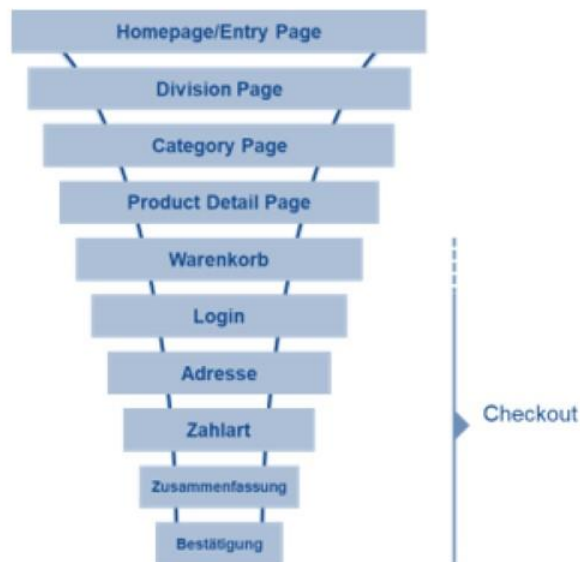 Homepage/Entry Page
Division Page
Category Page
Product Detail Page
Warenkorb
Login
Adresse
Checkout
Zahlart
Zusammenfassung
Bestätigung